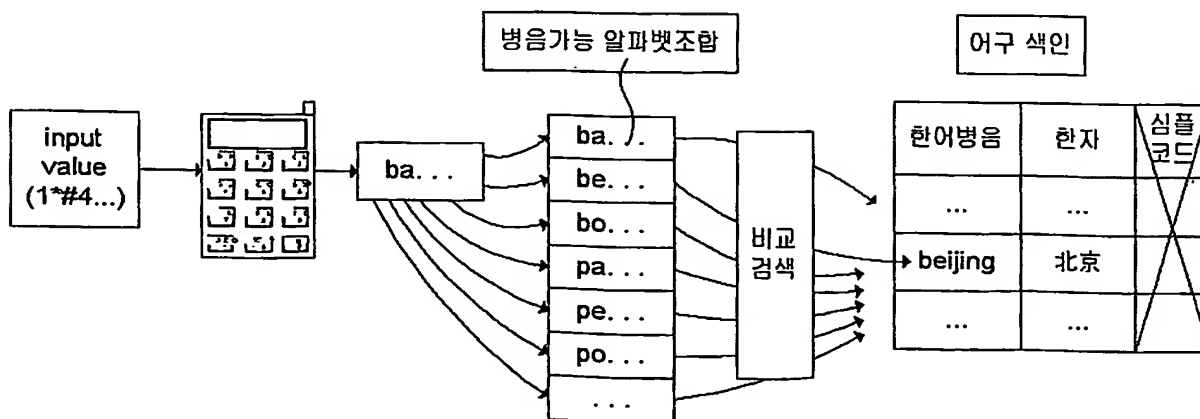 병음가능 알파벳조합
어구 색인
input
value
(1*#4...)
ba. . .
ba. . .
be. . .
bo. . .
pa. . .
pe. . .
po. . .
. . .
비교
검색
한어병음 한자 심플
코드
... ...
beijing 北京
... ...